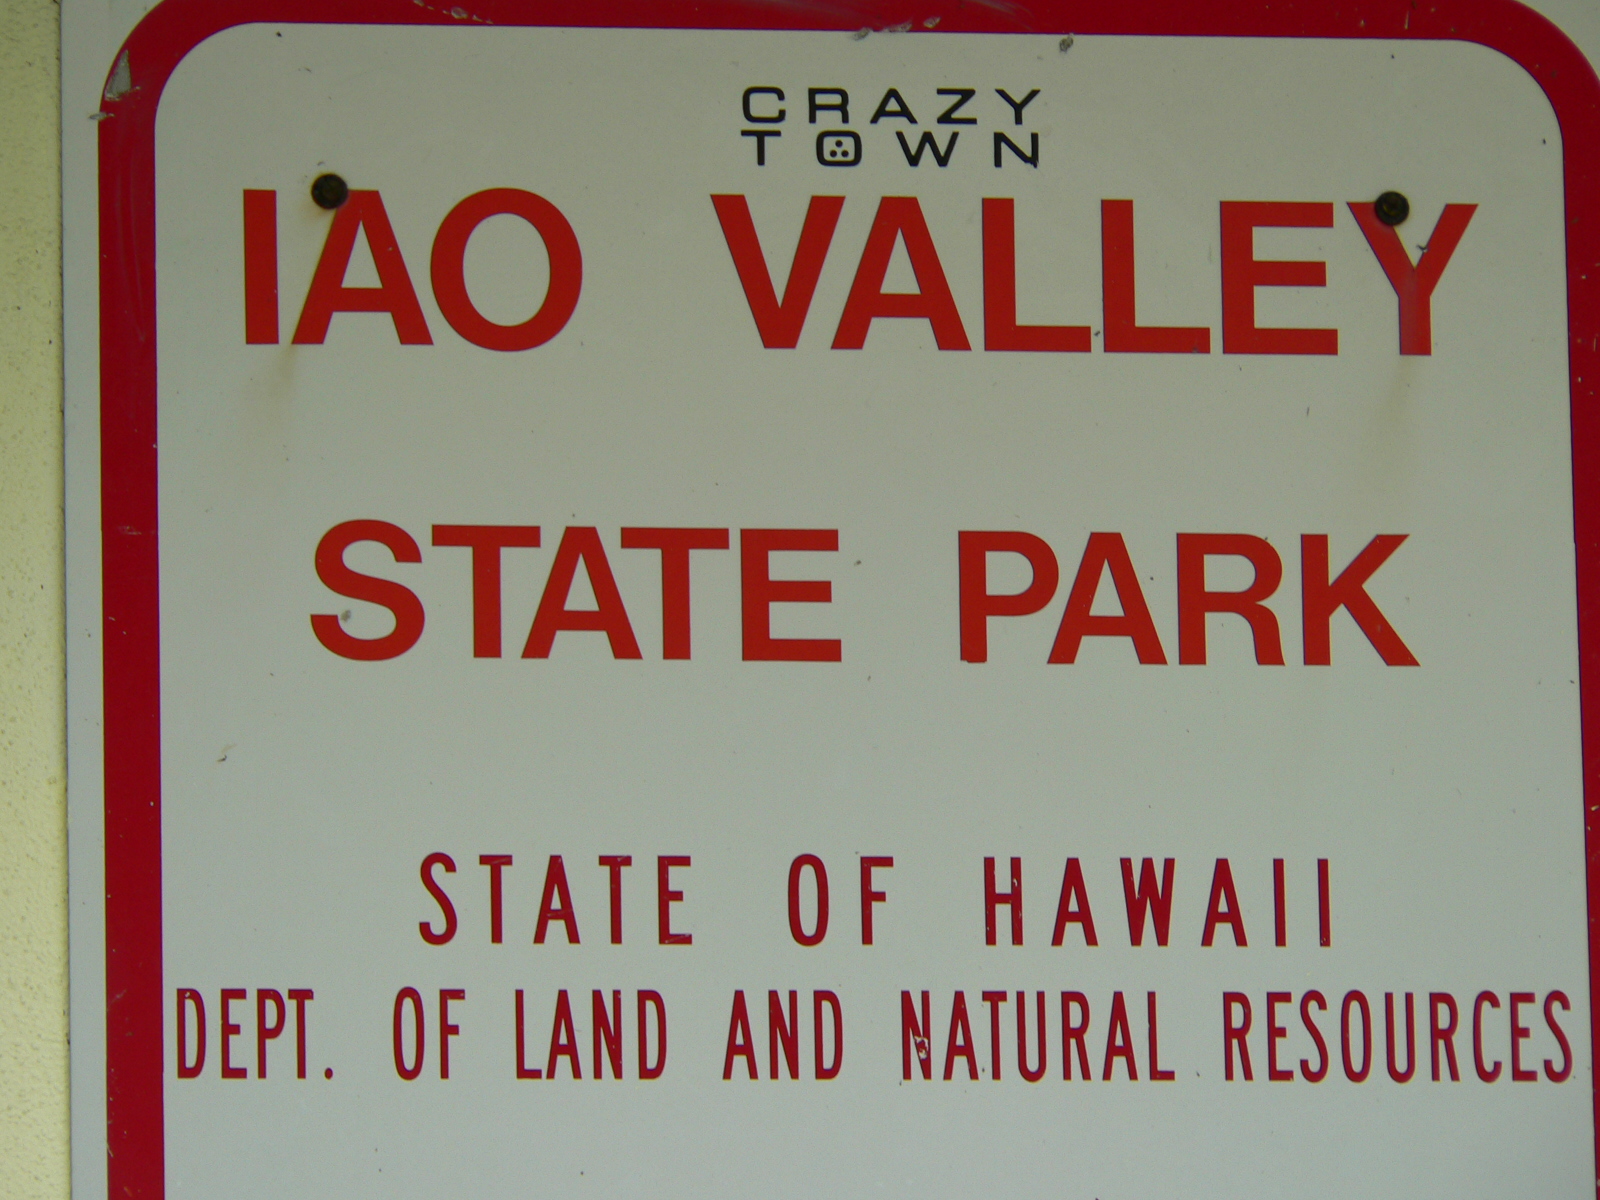 CRAZY
TOWN
IAO VALLEY
STATE PARK
STATE OF HAWAII
DEPT. OF LAND AND NATURAL RESOURCES